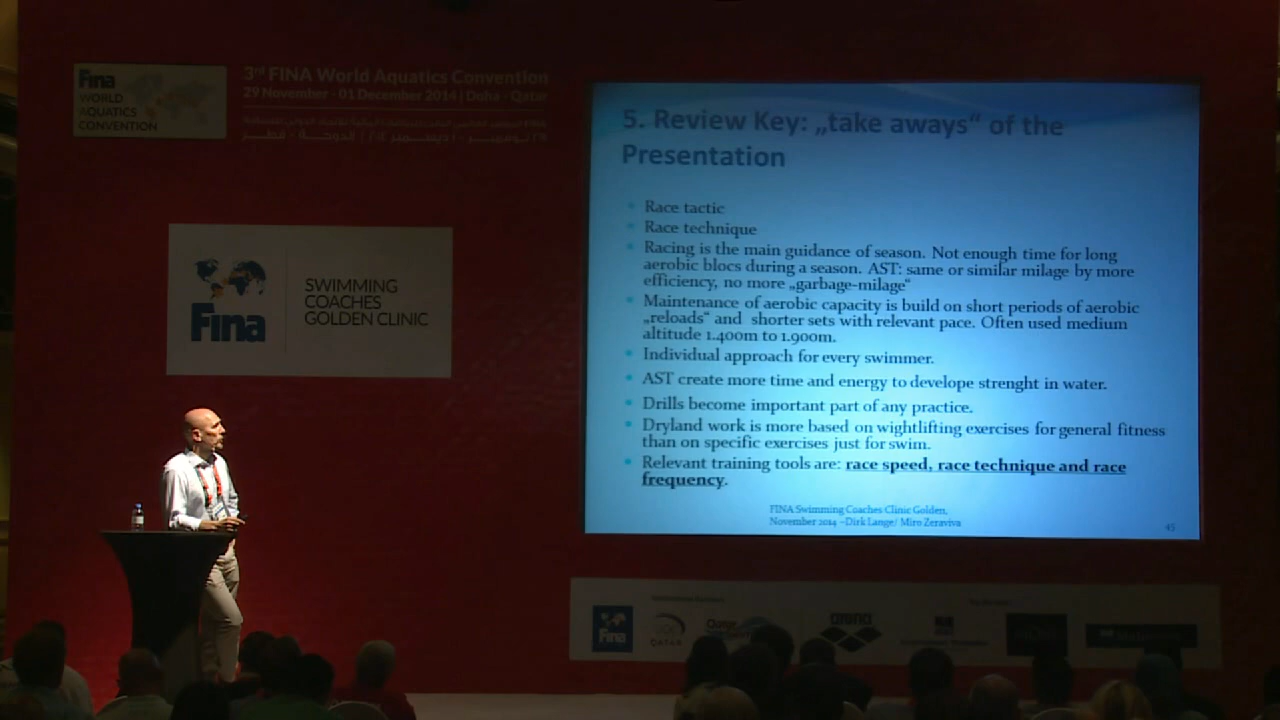 Fina
WORLD
AQUATICS
CONVENTION
3rd FINA World Aquatics Convention
29 November - 01 December 2014 | Doha - Qatar
Fina
SWIMMING
COACHES
GOLDEN CLINIC
5. Review Key: „take aways“ of the
Presentation
Race tactic
Race technique
Racing is the main guidance of season. Not enough time for long
aerobic blocs during a season. AST: same or similar milage by more
efficiency, no more „garbage-milage“
Maintenance of aerobic capacity is build on short periods of aerobic
„reloads“ and shorter sets with relevant pace. Often used medium
altitude 1.400m to 1.900m.
Individual approach for every swimmer.
AST create more time and energy to develope strenght in water.
Drills become important part of any practice.
Dryland work is more based on wightlifting exercises for general fitness
than on specific exercises just for swim.
Relevant training tools are: race speed, race technique and race
frequency.
FINA Swimming Coaches Clinic Golden,
November 2014 –Dirk Lange/ Miro Zeraviva
43
Fina
QATAR
arena